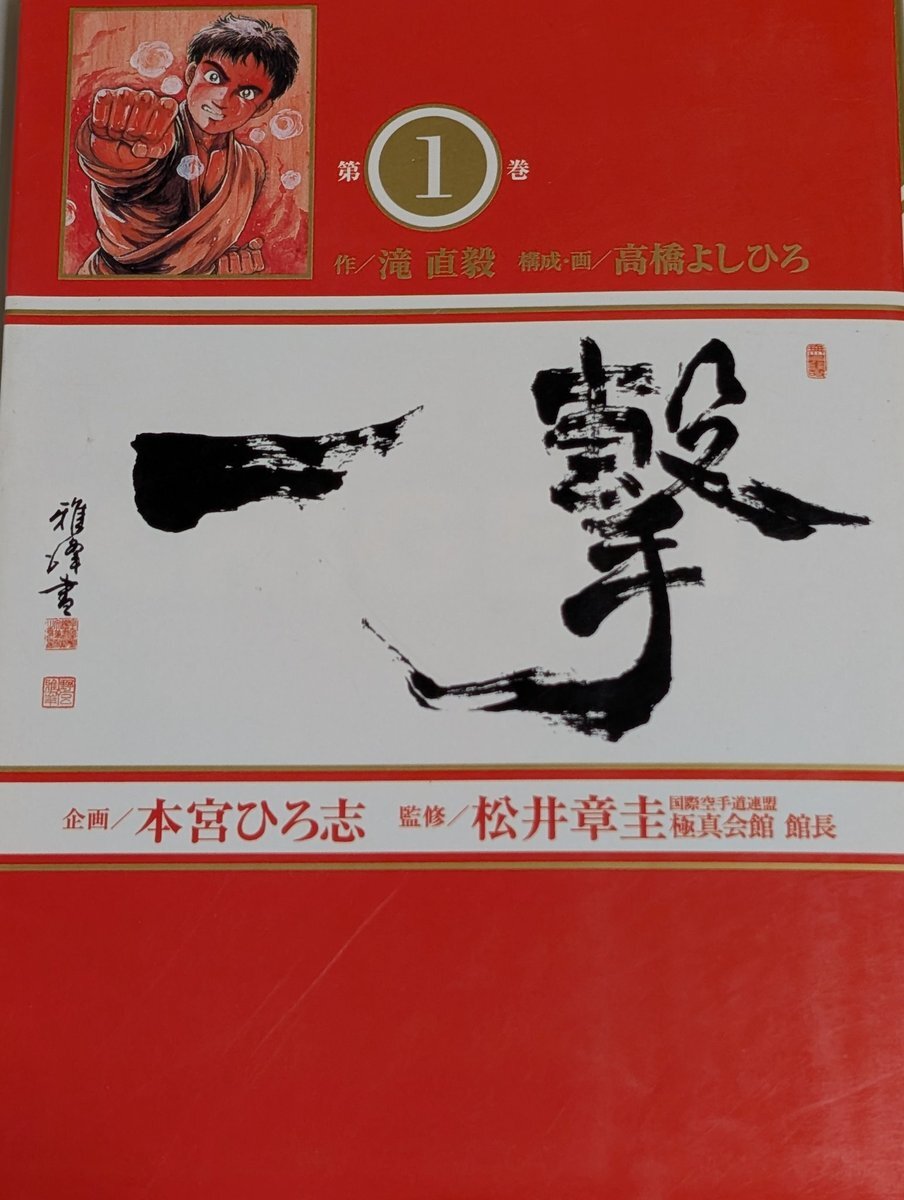 第1巻
作/滝 直毅 構成・画/高橋よしひろ
一撃
雅峰書
企画/本宮ひろ志 監修/松井章圭 国際空手道連盟
極真会館 館長